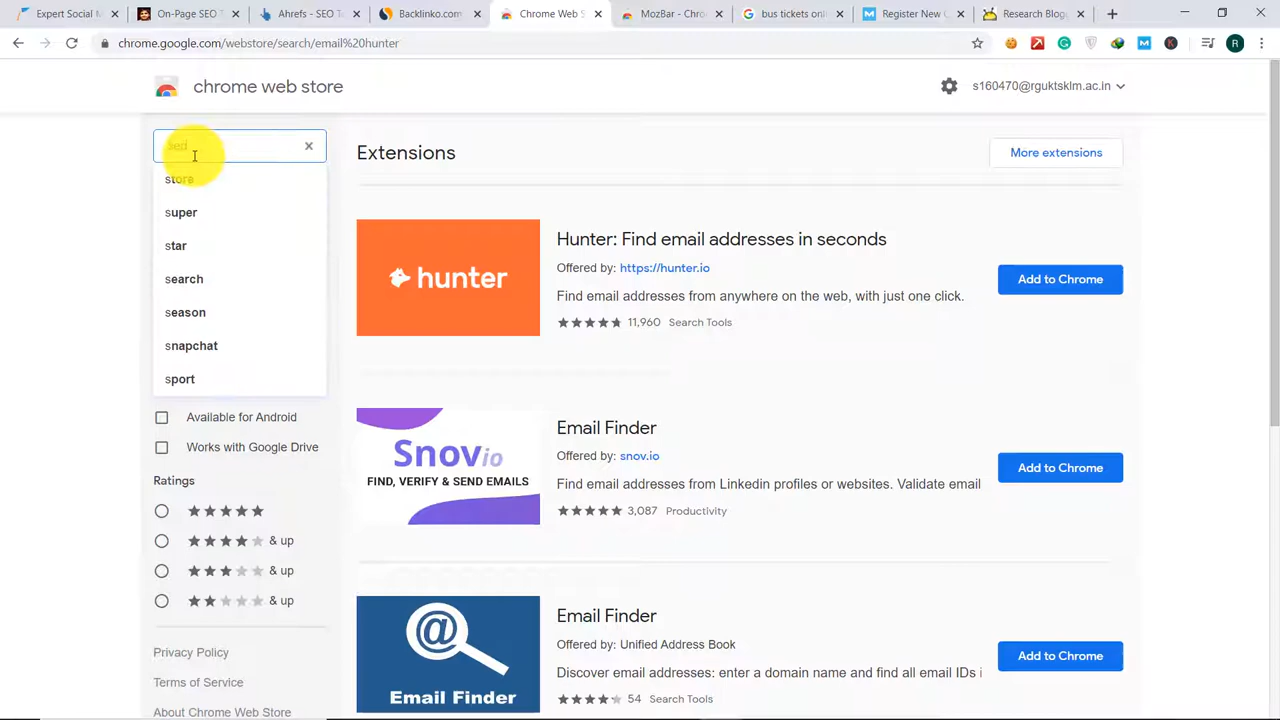 Expert Social M
On-Page SEO T
Ahrefs - SEO T
Backlinko.com
Chrome Web S
MozBar - Chro
bus tickets onl
Register New C
Research Blogg
chrome.google.com/webstore/search/email%20hunter
R
chrome web store
s160470@rguktsklm.ac.in
store
super
star
search
season
snapchat
sport
Available for Android
Works with Google Drive
Ratings
& up
& up
& up
Privacy Policy
Terms of Service
About Chrome Web Store
Extensions
More extensions
hunter
Hunter: Find email addresses in seconds
Offered by: https://hunter.io
Find email addresses from anywhere on the web, with just one click.
11,960 Search Tools
Add to Chrome
Snovio
FIND, VERIFY & SEND EMAILS
Email Finder
Offered by: snov.io
Find email addresses from Linkedin profiles or websites. Validate email
3,087 Productivity
Add to Chrome
Email Finder
Email Finder
Offered by: Unified Address Book
Discover email addresses: enter a domain name and find all email IDs i
54 Search Tools
Add to Chrome